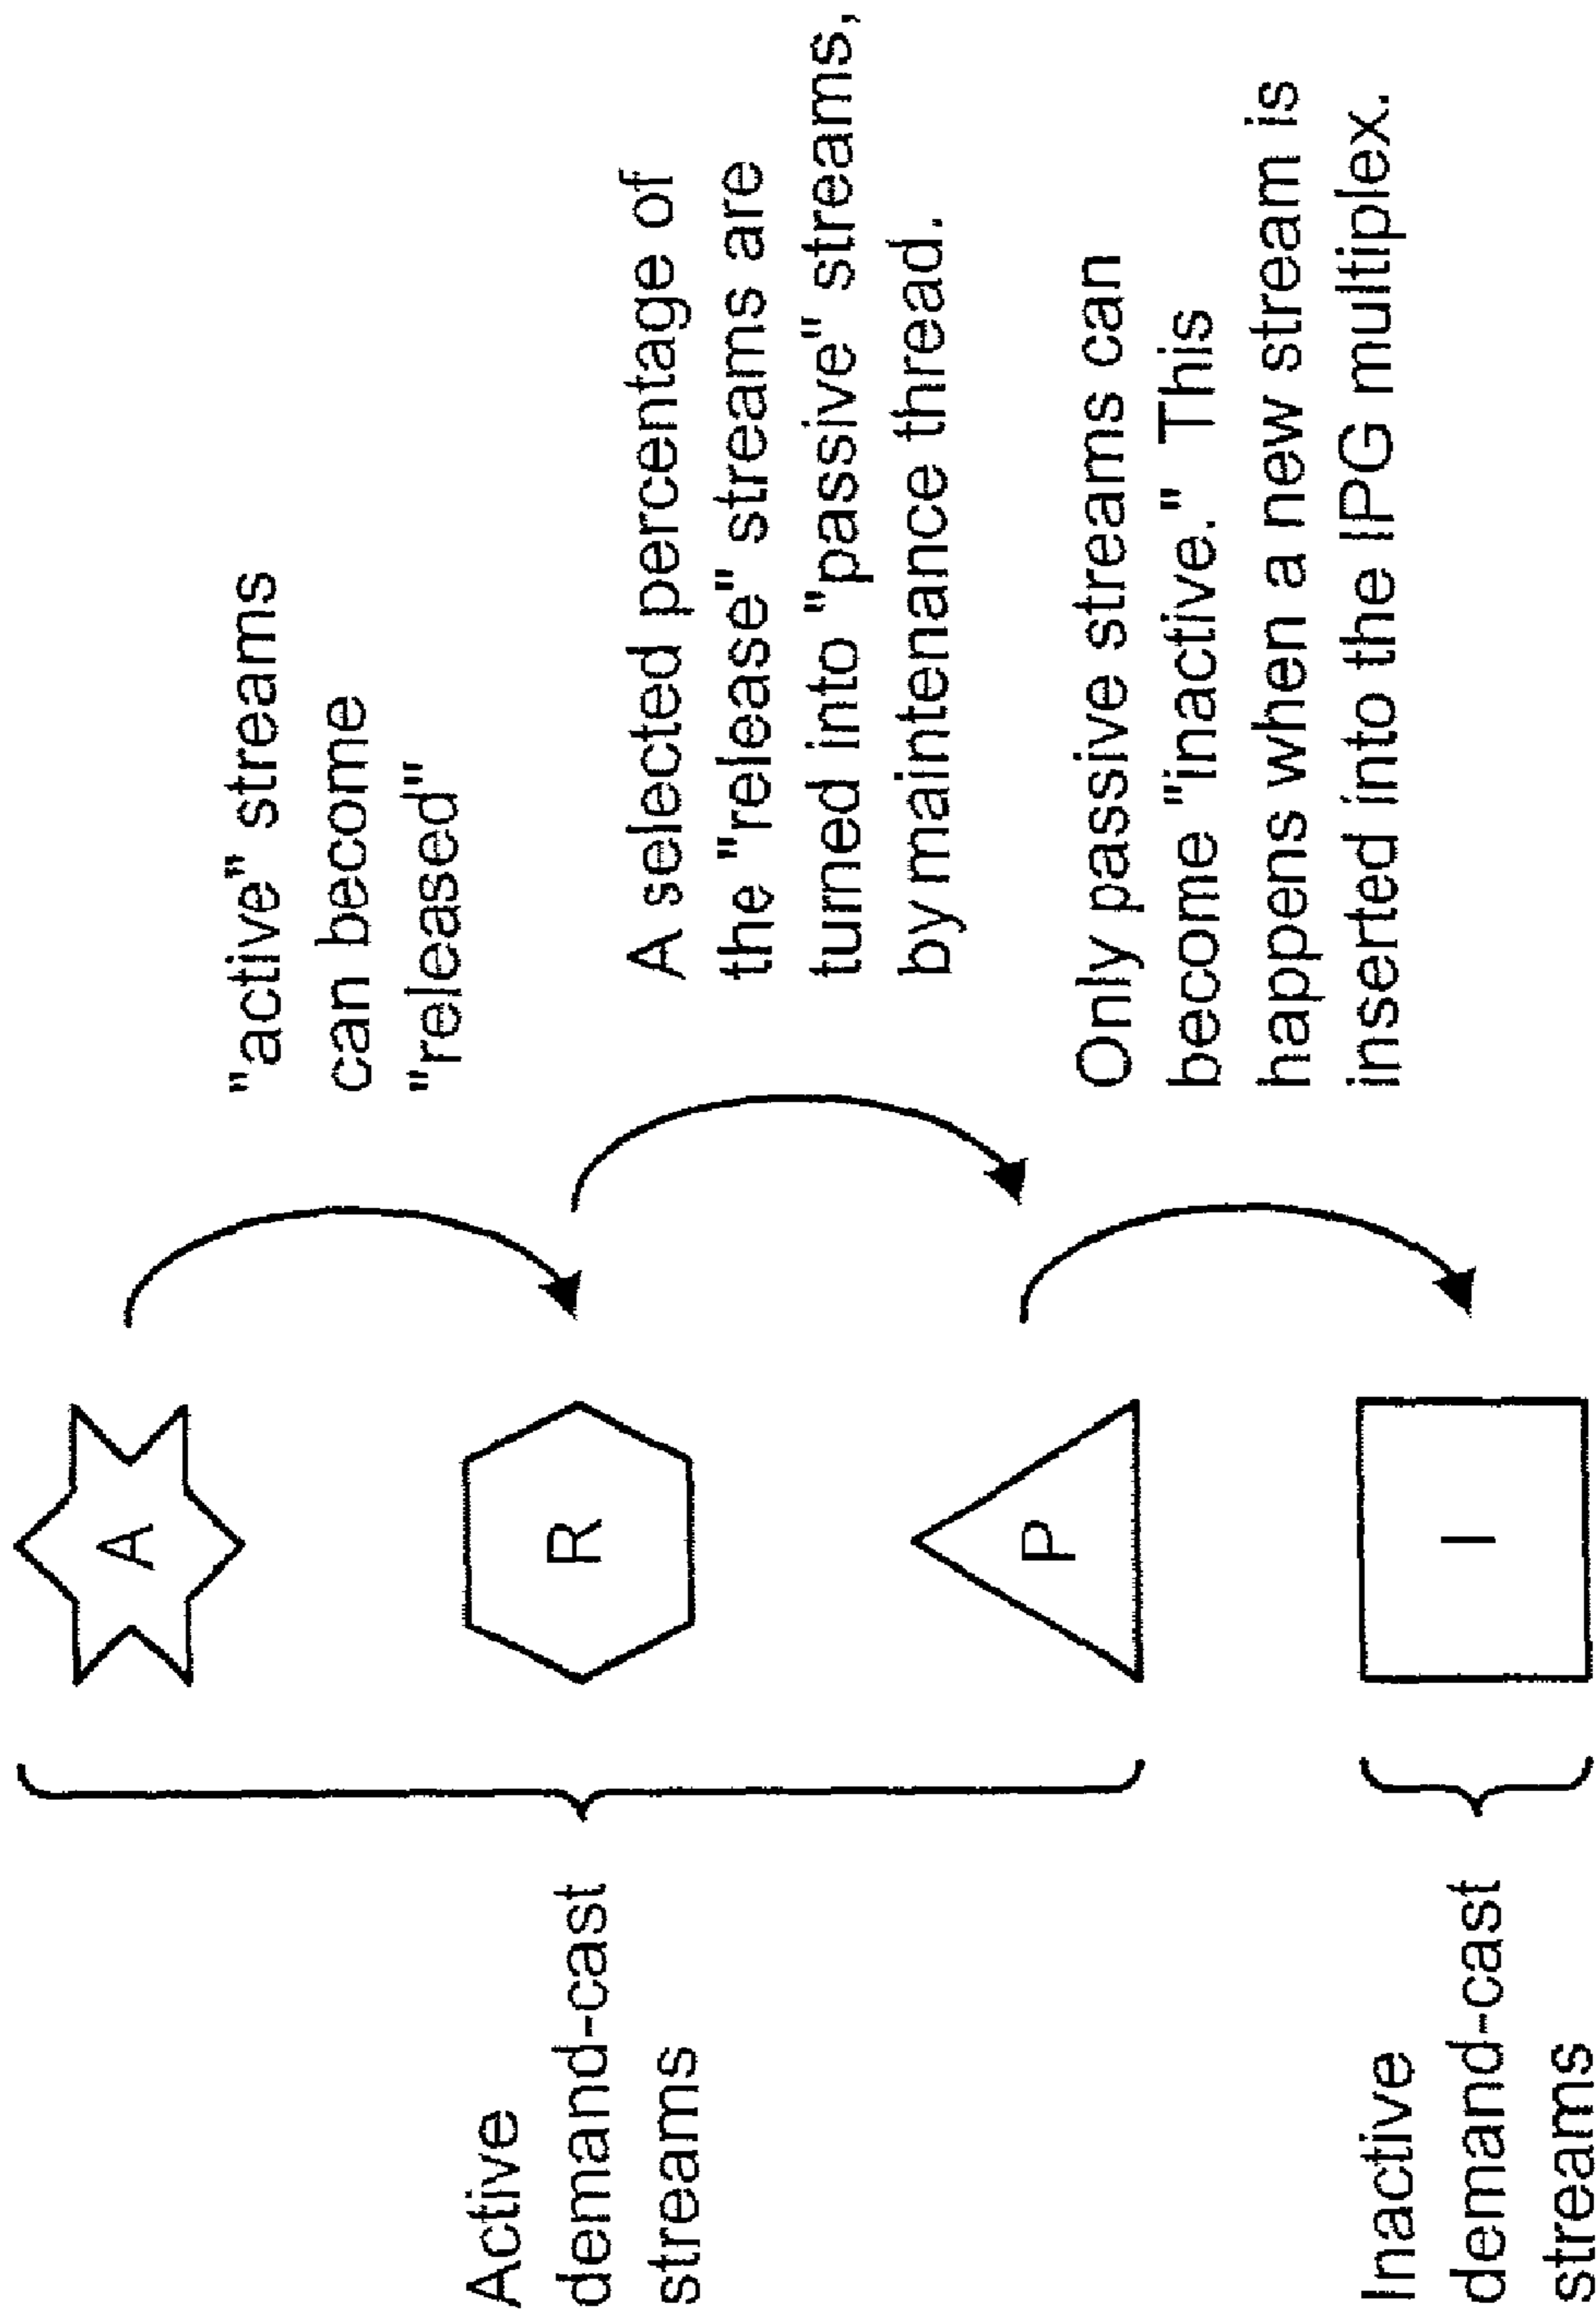 "active" streams
can become
"released"
A selected percentage of
the "release" streams are
turned into "passive" streams,
by maintenance thread.
Only passive streams can
become "inactive." This
happens when a new stream is
inserted into the IPG multiplex.
A
R
P
I
Active
demand-cast
streams
Inactive
demand-cast
streams